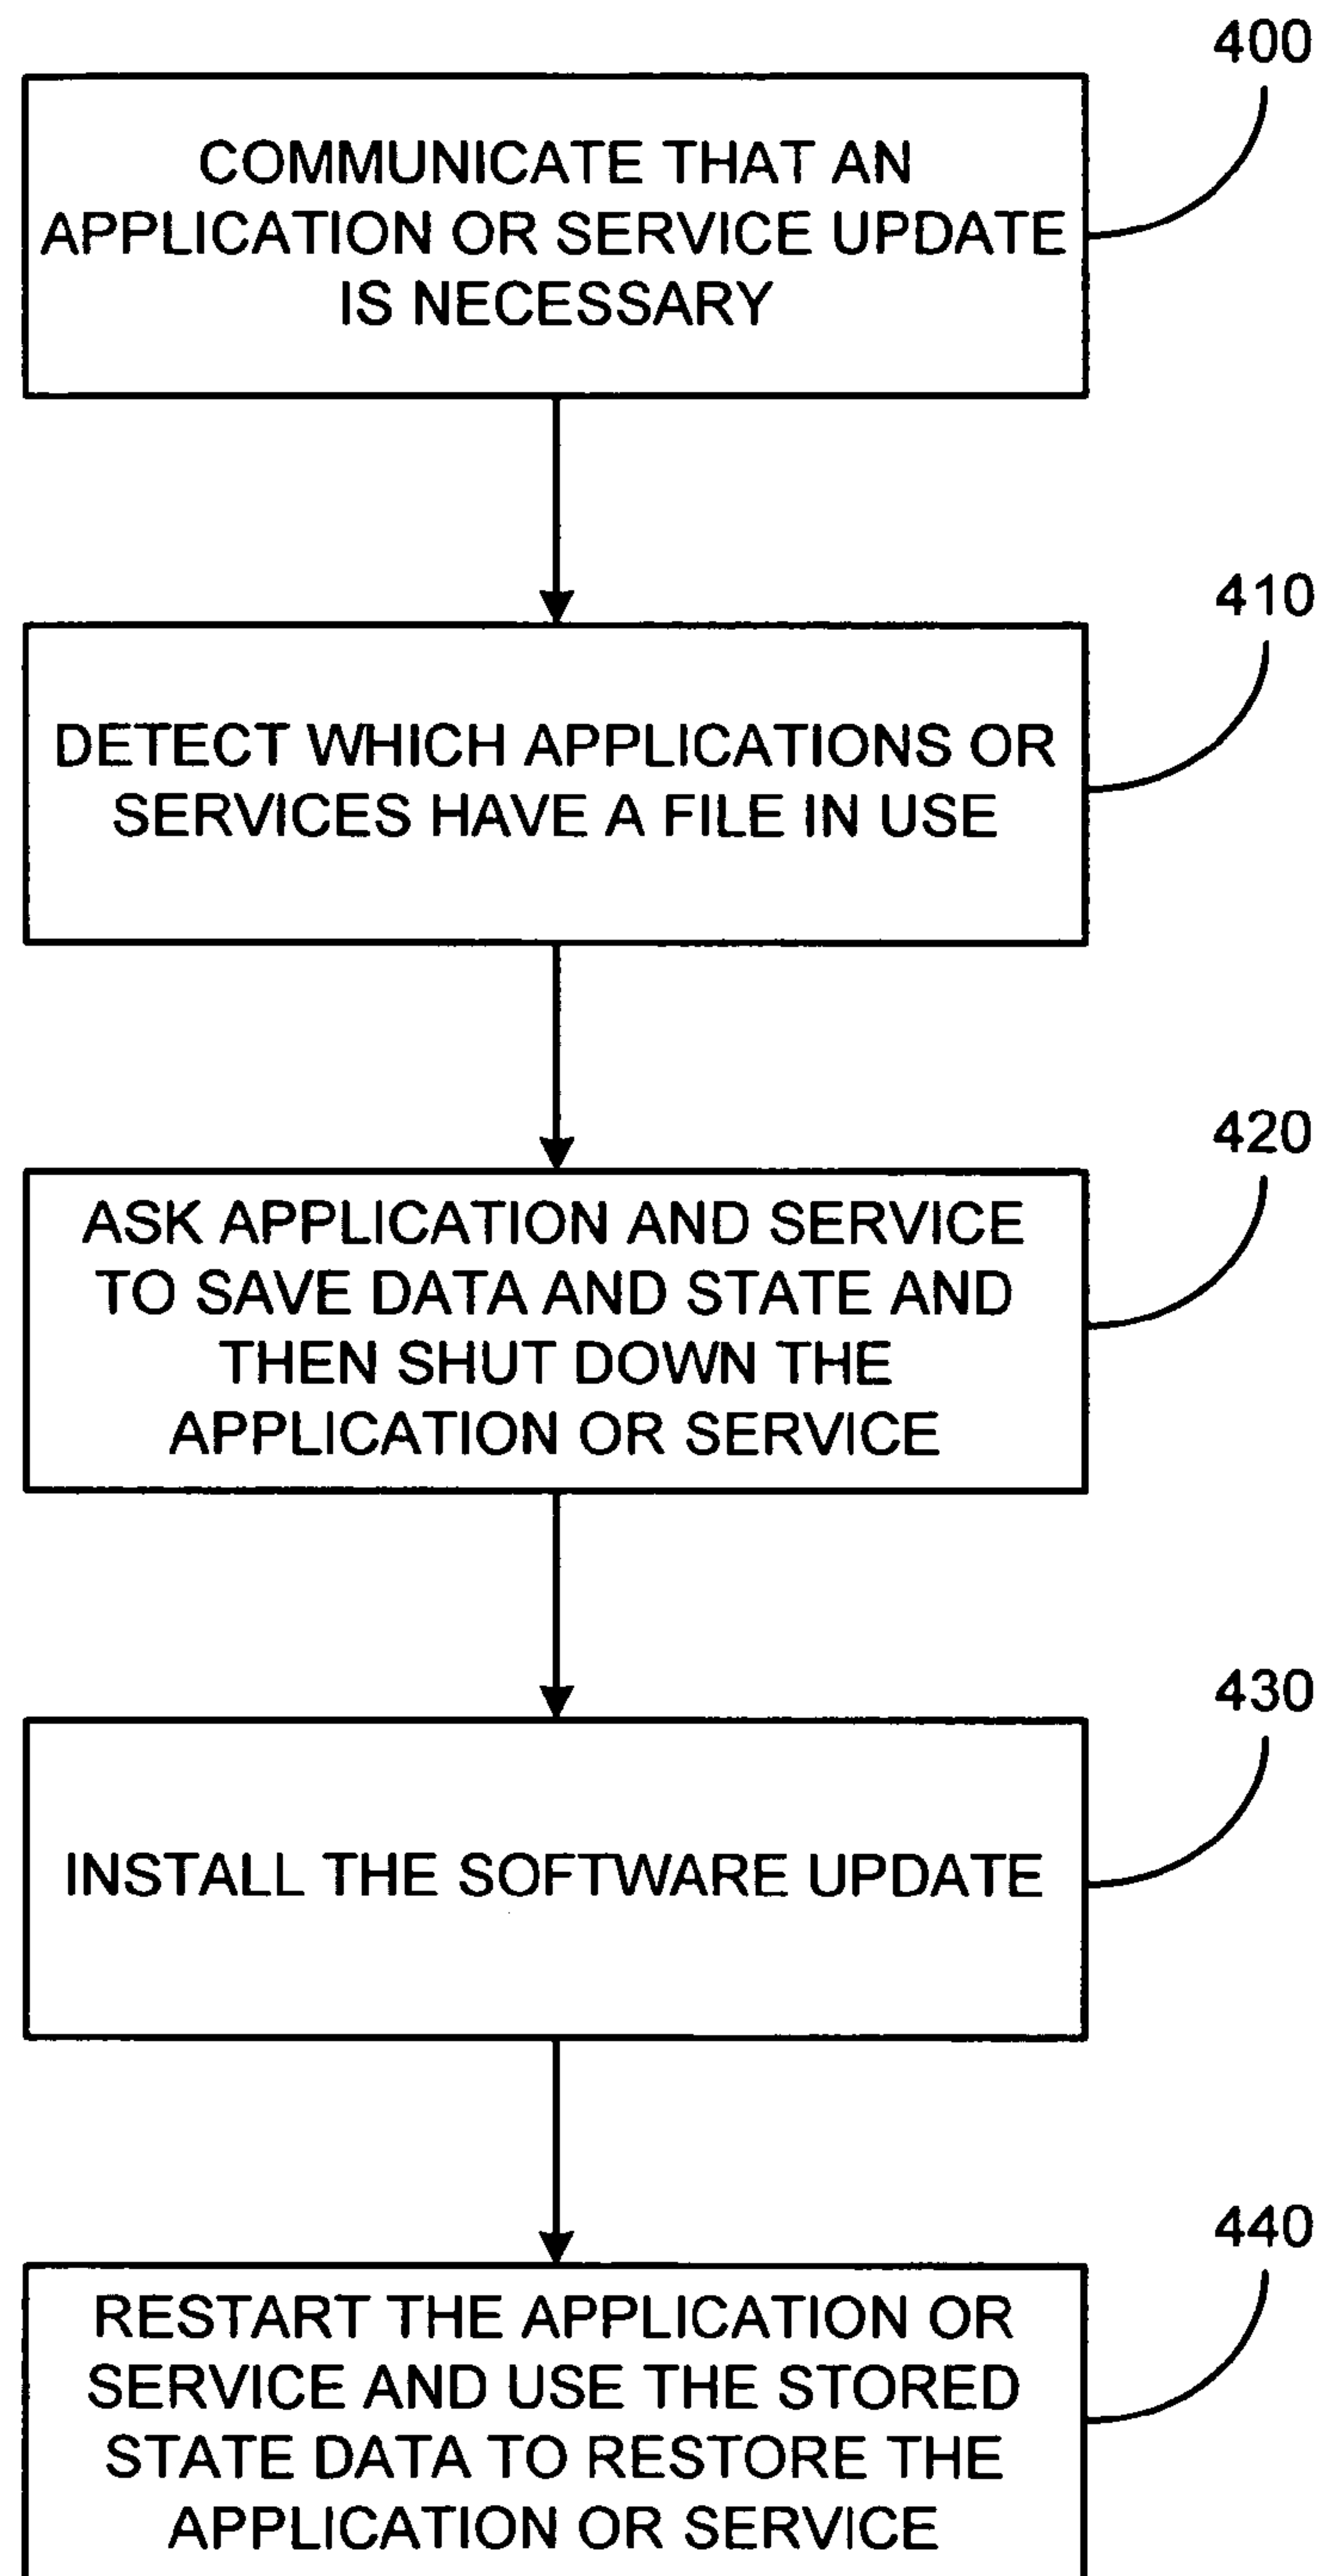 400
COMMUNICATE THAT AN
APPLICATION OR SERVICE UPDATE
IS NECESSARY
410
DETECT WHICH APPLICATIONS OR
SERVICES HAVE A FILE IN USE
420
ASK APPLICATION AND SERVICE
TO SAVE DATA AND STATE AND
THEN SHUT DOWN THE
APPLICATION OR SERVICE
430
INSTALL THE SOFTWARE UPDATE
440
RESTART THE APPLICATION OR
SERVICE AND USE THE STORED
STATE DATA TO RESTORE THE
APPLICATION OR SERVICE